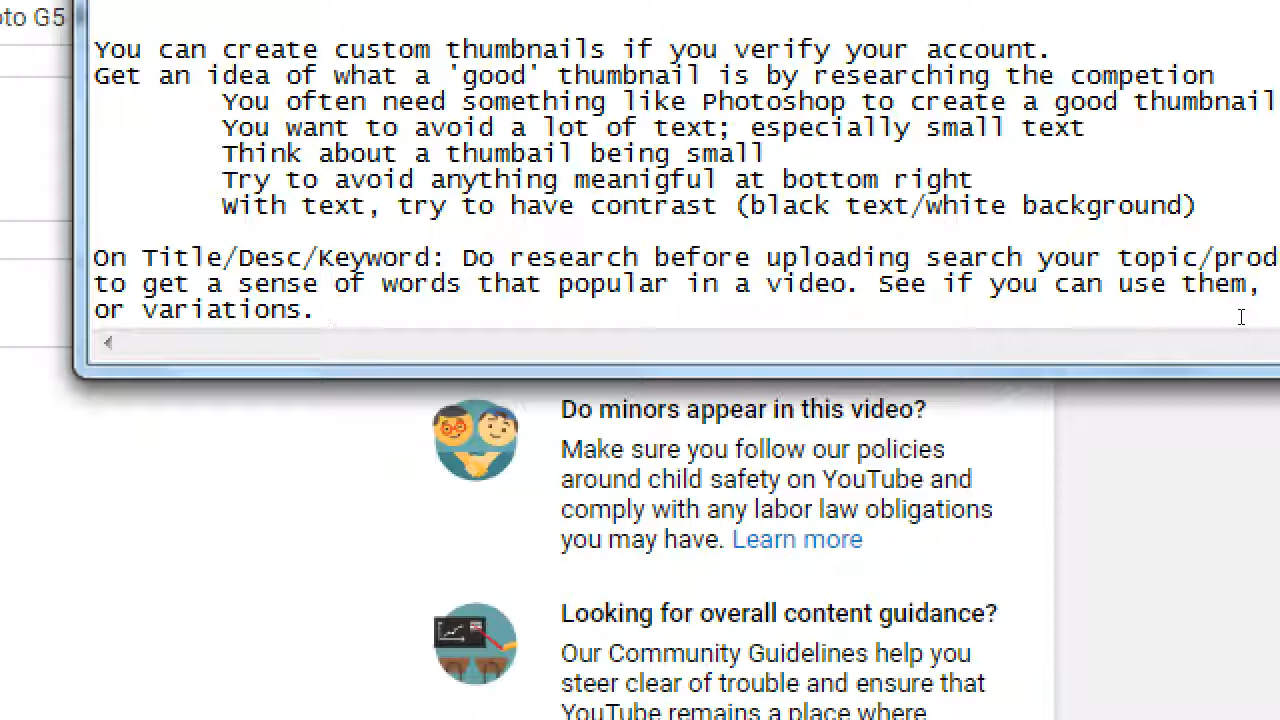 oto G5
You can create custom thumbnails if you verify your account.
Get an idea of what a 'good' thumbnail is by researching the competion
You often need something like Photoshop to create a good thumbnail
You want to avoid a lot of text; especially small text
Think about a thumbail being small
Try to avoid anything meanigful at bottom right
With text, try to have contrast (black text/white background)
On Title/Desc/Keyword: Do research before uploading search your topic/prod
to get a sense of words that popular in a video. See if you can use them,
or variations.
Do minors appear in this video?
Make sure you follow our policies
around child safety on YouTube and
comply with any labor law obligations
you may have. Learn more
Looking for overall content guidance?
Our Community Guidelines help you
steer clear of trouble and ensure that
YouTube remains a place where